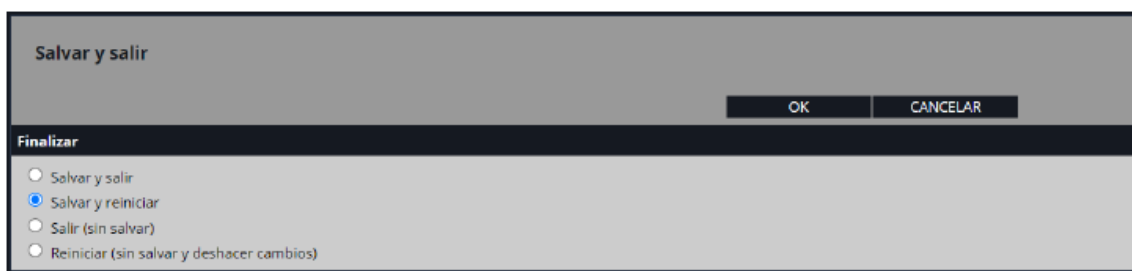 Salvar y salir
OK
CANCELAR
Finalizar
Salvar y salir
Salvar y reiniciar
Salir (sin salvar)
Reiniciar (sin salvar y deshacer cambios)